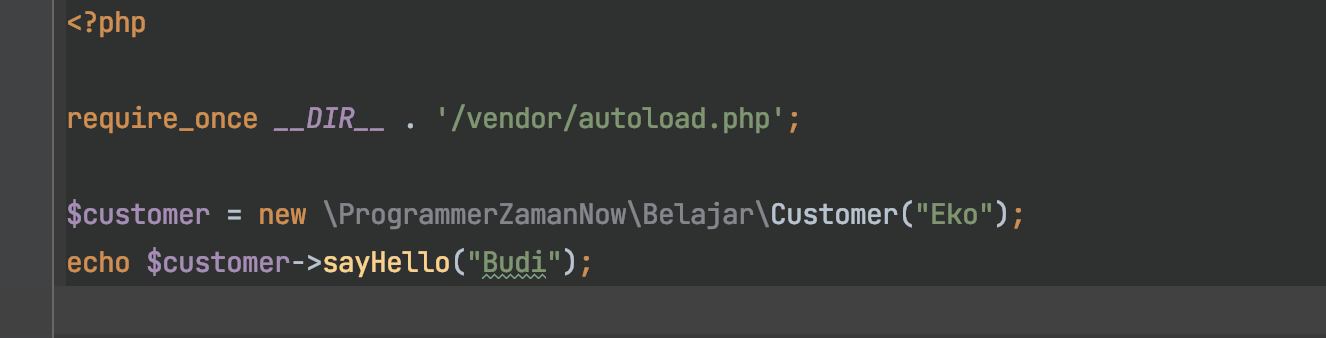 <?php
require_once __DIR__ . '/vendor/autoload.php';
$customer = new \ProgrammerZamanNow\Belajar\Customer("Eko");
echo $customer->sayHello("Budi");